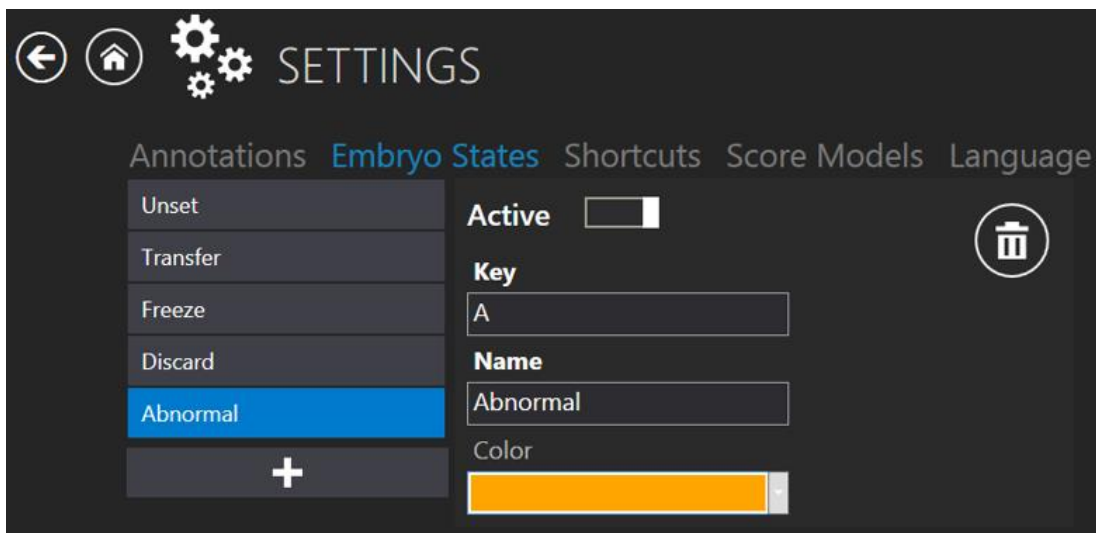 SETTINGS
Annotations Embryo States Shortcuts Score Models Language
Unset
Transfer
Freeze
Discard
Abnormal
Active
Key
A
Name
Abnormal
Color